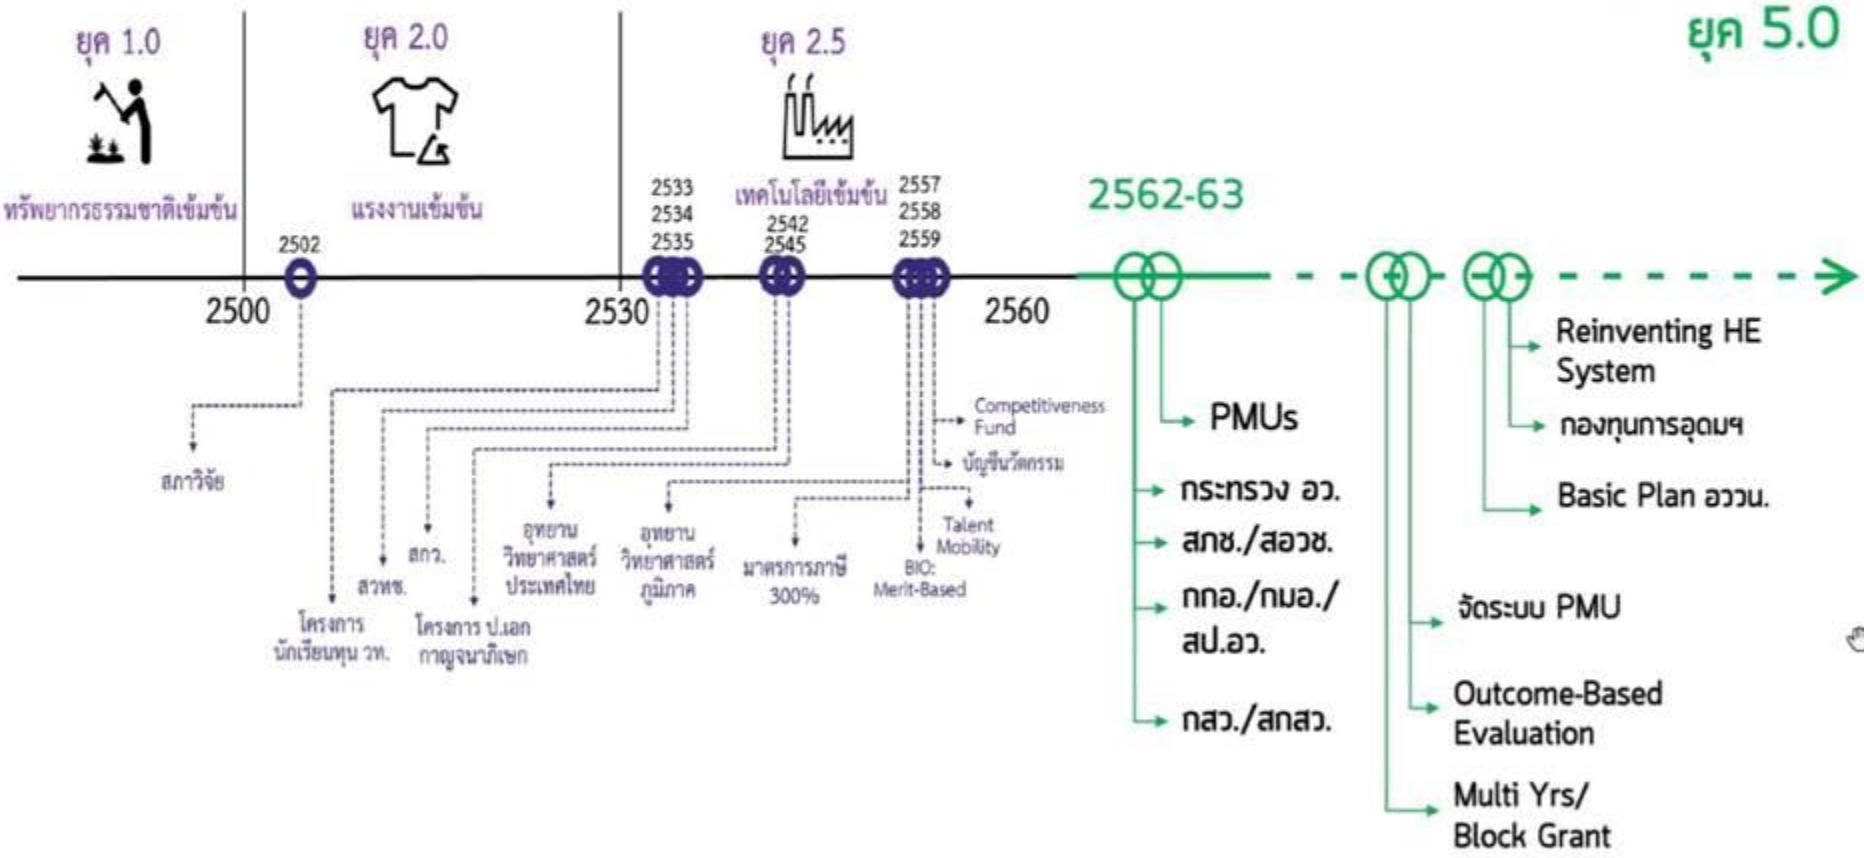 ยุค 1.0
ยุค 2.0
ยุค 2.5
ยุค 5.0
ทรัพยากรธรรมชาติเข้มข้น
แรงงานเข้มข้น
เทคโนโลยีเข้มข้น
2502
2533
2534
2535
2542
2545
2557
2558
2559
2562-63
2500
2530
2560
สภาวิจัย
โครงการ
นักเรียนทุน วท.
สวทช.
สกว.
โครงการ ป.เอก
กาญจนาภิเษก
อุทยาน
วิทยาศาสตร์
ประเทศไทย
อุทยาน
วิทยาศาสตร์
ภูมิภาค
มาตรการภาษี
300%
BIO:
Merit-Based
Talent
Mobility
Competitiveness
Fund
บัญชีนวัตกรรม
PMUs
กระทรวง อว.
สภช./สอวช.
กกอ./กมอ./
สป.อว.
กสว./สกสว.
Reinventing HE
System
กองทุนการอุดมฯ
Basic Plan อววน.
จัดระบบ PMU
Outcome-Based
Evaluation
Multi Yrs/
Block Grant